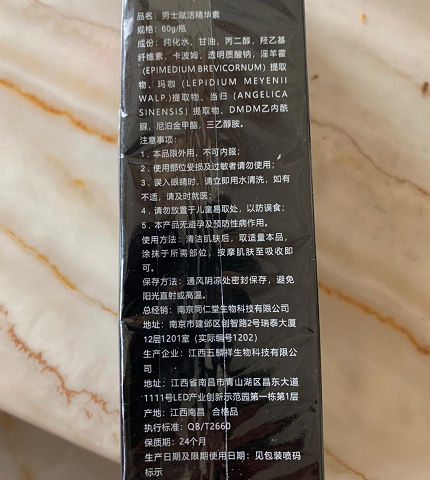 品名：男士赋活精华素
规格：60g/瓶
成份：纯化水、甘油、丙二醇、羟乙基
纤维素、卡波姆、透明质酸钠、淫羊藿
(EPIMEDIUM BREVICORNUM) 提取
物、玛咖 (LEPIDIUM MEYENII
WALP.)提取物、当归 (ANGELICA
SINENSIS) 提取物、DMDM乙内酰
脲，尼泊金甲酯，三乙醇胺。
注意事项：
1．本品限外用，不可内服；
2．使用部位受损及过敏者请勿使用；
3．误入眼睛时，请立即用水清洗，如有
不适，请及时就医；
4．请勿放置于儿童易取处，以防误食；
5．本产品无避孕及预防性病作用。
使用方法：清洁肌肤后，取适量本品，
涂抹于所需部位，按摩肌肤至吸收即
可。
保存方法：通风阴凉处密封保存，避免
阳光直射或高温。
总经销：南京同仁堂生物科技有限公司
地址：南京市建邺区创智路2号瑞泰大厦
12层1201室（实际编号1202）
生产企业：江西五麟祥生物科技有限公
司
地址：江西省南昌市青山湖区昌东大道
1111号LED产业创新示范园第一栋第1层
产地：江西南昌 合格品
执行标准：QB/T2660
保质期：24个月
生产日期及限期使用日期：见包装喷码
标示